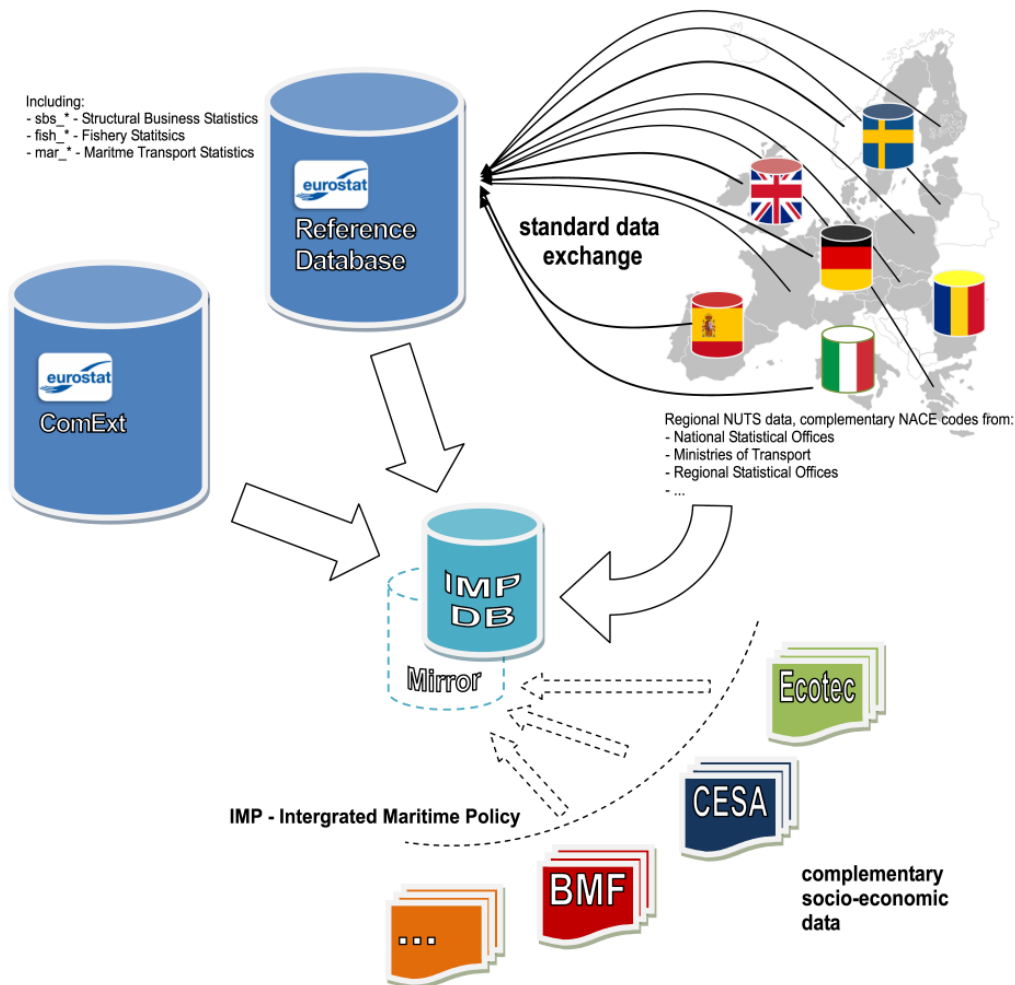 Including:
- sbs_* - Structural Business Statistics
- fish_* - Fishery Statitsics
- mar_* - Maritme Transport Statistics
eurostat
Reference
Database
standard data
exchange
eurostat
ComExt
Regional NUTS data, complementary NACE codes from:
- National Statistical Offices
- Ministries of Transport
- Regional Statistical Offices
- ...
IMP
DB
Mirror
Ecotec
CESA
IMP - Intergrated Maritime Policy
BMF
...
complementary
socio-economic
data